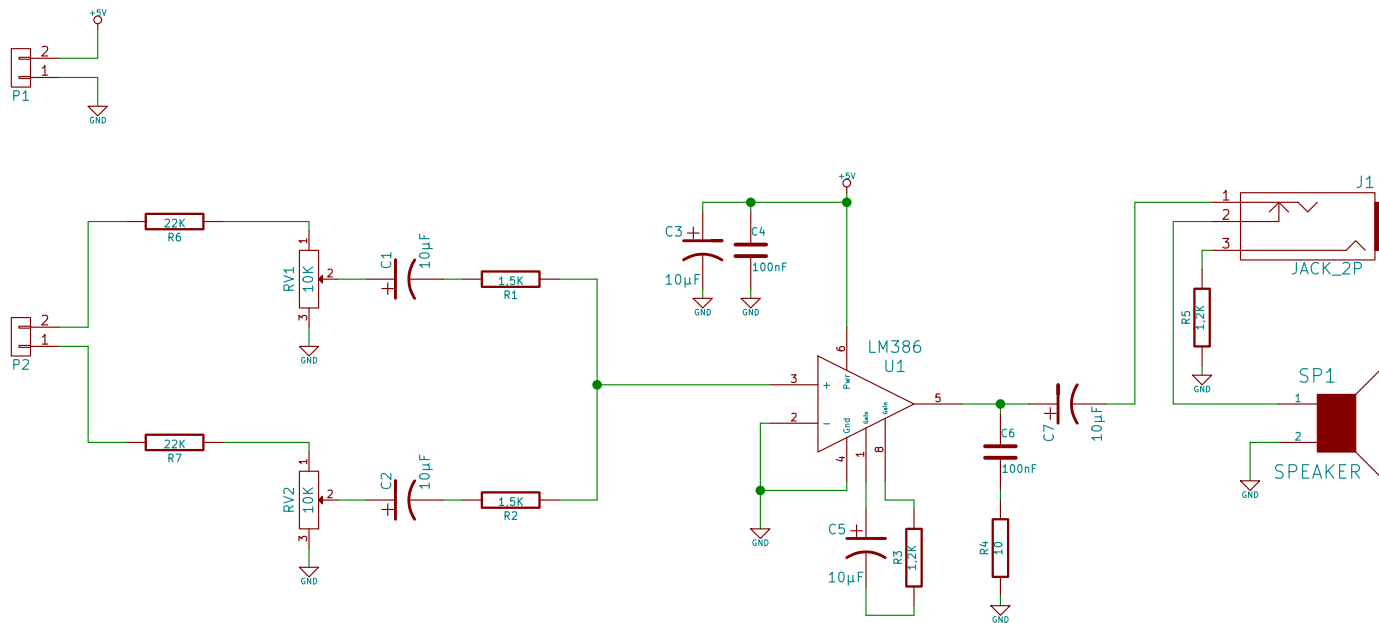 +5V
2
1
P1
GND
+5V
J1
1
2
3
JACK_2P
22K
R6
1
RV1
10K
2
3
GND
C1
10µF
1,5K
R1
C3
10µF
GND
C4
100nF
GND
R5
1,2K
GND
2
1
P2
6
LM386
U1
3
+
Pwr
2
-
Gnd
Gain
Gain
5
4
1
8
GND
C7
10µF
SP1
1
2
SPEAKER
GND
22K
R7
1
RV2
10K
2
3
GND
C2
10µF
1,5K
R2
C6
100nF
C5
10µF
R3
1,2K
R4
10
GND